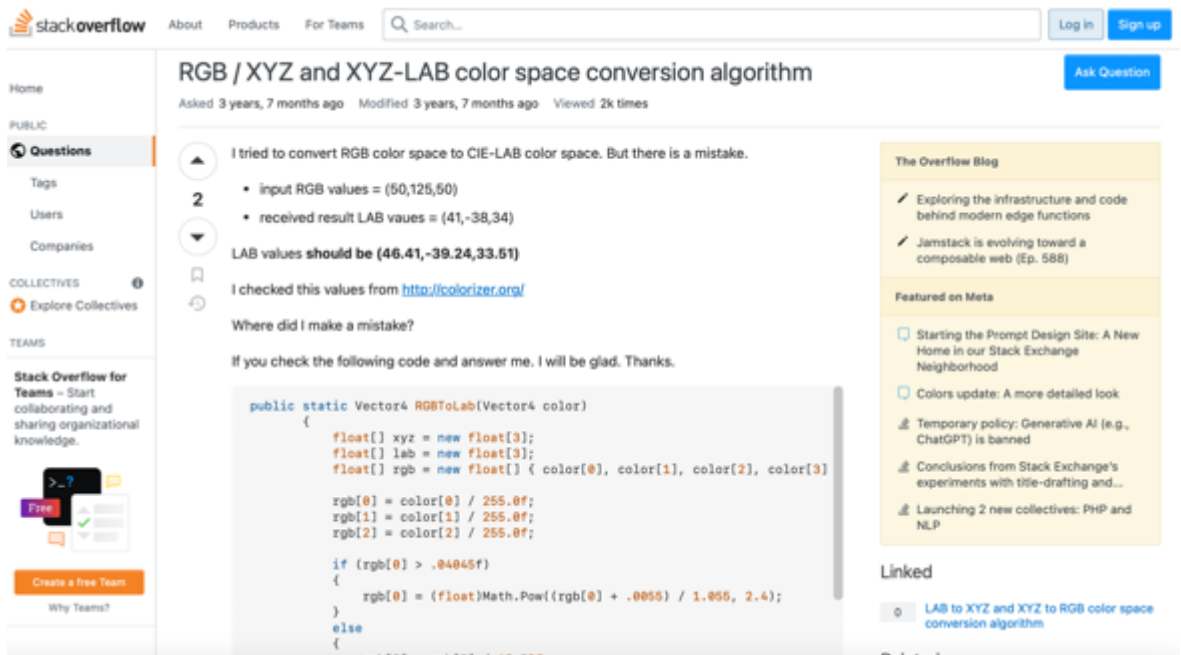 stackoverflow
About
Products
For Teams
Search...
Log in
Sign up
Home
PUBLIC
Questions
Tags
Users
Companies
COLLECTIVES
Explore Collectives
TEAMS
Stack Overflow for
Teams – Start
collaborating and
sharing organizational
knowledge.
>_?
Free
Create a free Team
Why Teams?
RGB / XYZ and XYZ-LAB color space conversion algorithm
Ask Question
Asked 3 years, 7 months ago Modified 3 years, 7 months ago Viewed 2k times
2
I tried to convert RGB color space to CIE-LAB color space. But there is a mistake.
• input RGB values = (50,125,50)
• received result LAB vaues = (41,-38,34)
LAB values should be (46.41,-39.24,33.51)
I checked this values from http://colorizer.org/
Where did I make a mistake?
If you check the following code and answer me. I will be glad. Thanks.
public static Vector4 RGBToLab(Vector4 color)
{
float[] xyz = new float[3];
float[] lab = new float[3];
float[] rgb = new float[] { color[0], color[1], color[2], color[3]
rgb[0] = color[0] / 255.0f;
rgb[1] = color[1] / 255.0f;
rgb[2] = color[2] / 255.0f;
if (rgb[0] > .04045f)
{
rgb[0] = (float)Math.Pow((rgb[0] + .0055) / 1.055, 2.4);
}
else
{
The Overflow Blog
Exploring the infrastructure and code
behind modern edge functions
Jamstack is evolving toward a
composable web (Ep. 588)
Featured on Meta
Starting the Prompt Design Site: A New
Home in our Stack Exchange
Neighborhood
Colors update: A more detailed look
Temporary policy: Generative AI (e.g.,
ChatGPT) is banned
Conclusions from Stack Exchange's
experiments with title-drafting and...
Launching 2 new collectives: PHP and
NLP
Linked
0
LAB to XYZ and XYZ to RGB color space
conversion algorithm